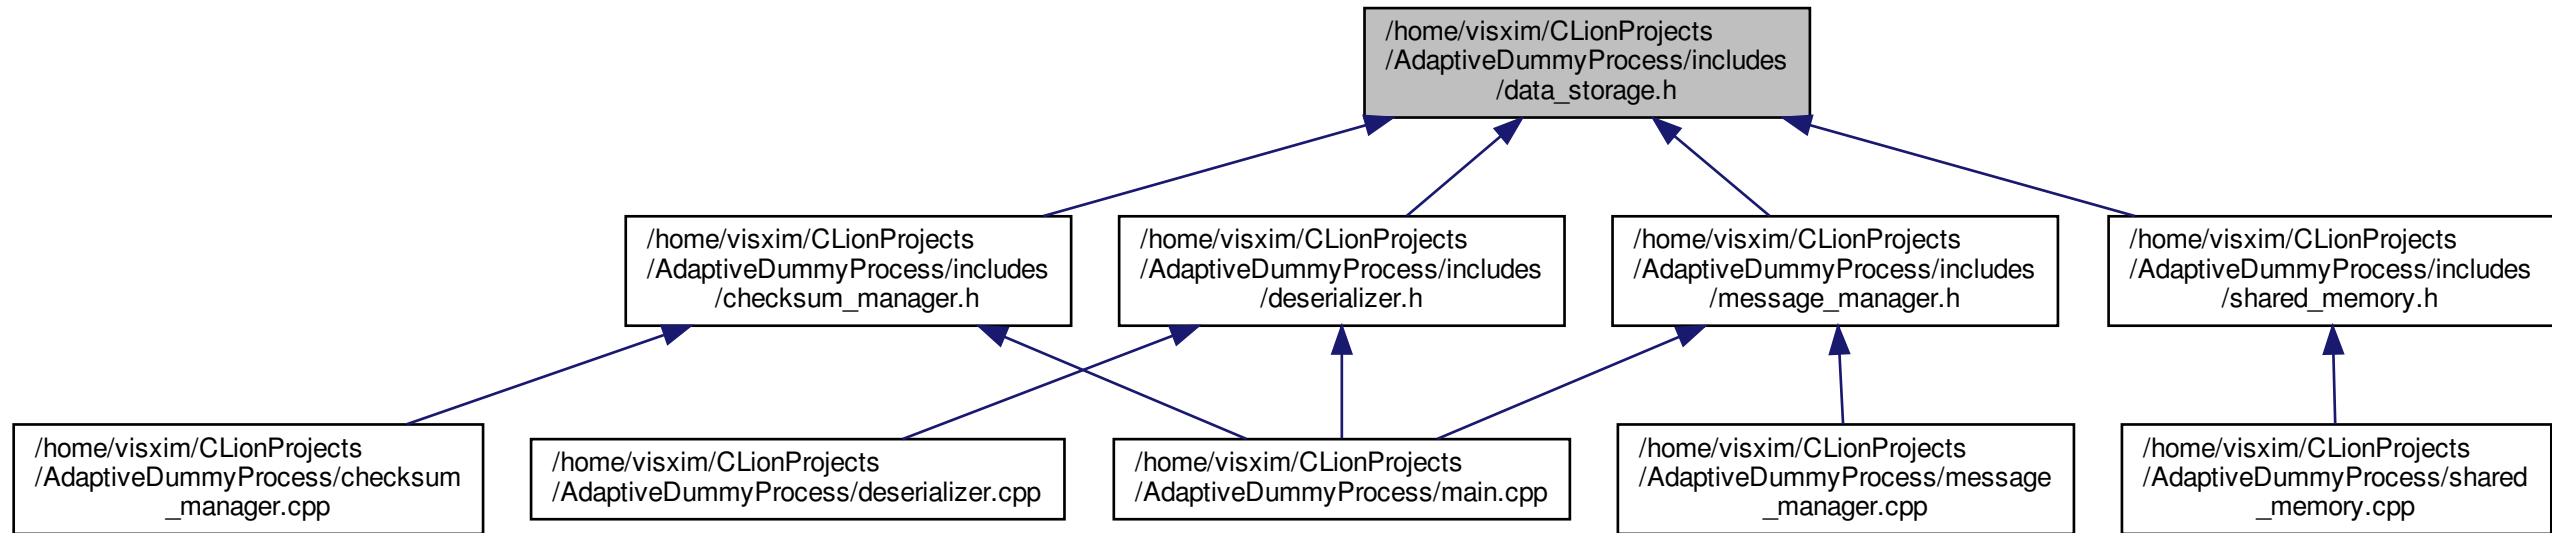 /home/visxim/CLionProjects
/AdaptiveDummyProcess/includes
/data_storage.h
/home/visxim/CLionProjects
/AdaptiveDummyProcess/includes
/checksum_manager.h
/home/visxim/CLionProjects
/AdaptiveDummyProcess/includes
/deserializer.h
/home/visxim/CLionProjects
/AdaptiveDummyProcess/includes
/message_manager.h
/home/visxim/CLionProjects
/AdaptiveDummyProcess/includes
/shared_memory.h
/home/visxim/CLionProjects
/AdaptiveDummyProcess/checksum
_manager.cpp
/home/visxim/CLionProjects
/AdaptiveDummyProcess/deserializer.cpp
/home/visxim/CLionProjects
/AdaptiveDummyProcess/main.cpp
/home/visxim/CLionProjects
/AdaptiveDummyProcess/message
_manager.cpp
/home/visxim/CLionProjects
/AdaptiveDummyProcess/shared
_memory.cpp